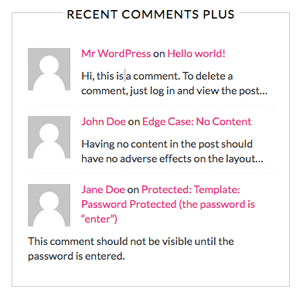 RECENT COMMENTS PLUS
Mr WordPress on Hello world!
Hi, this is a comment. To delete a
comment, just log in and view the post...
John Doe on Edge Case: No Content
Having no content in the post should
have no adverse effects on the layout...
Jane Doe on Protected: Template:
Password Protected (the password is
“enter”)
This comment should not be visible until the
password is entered.